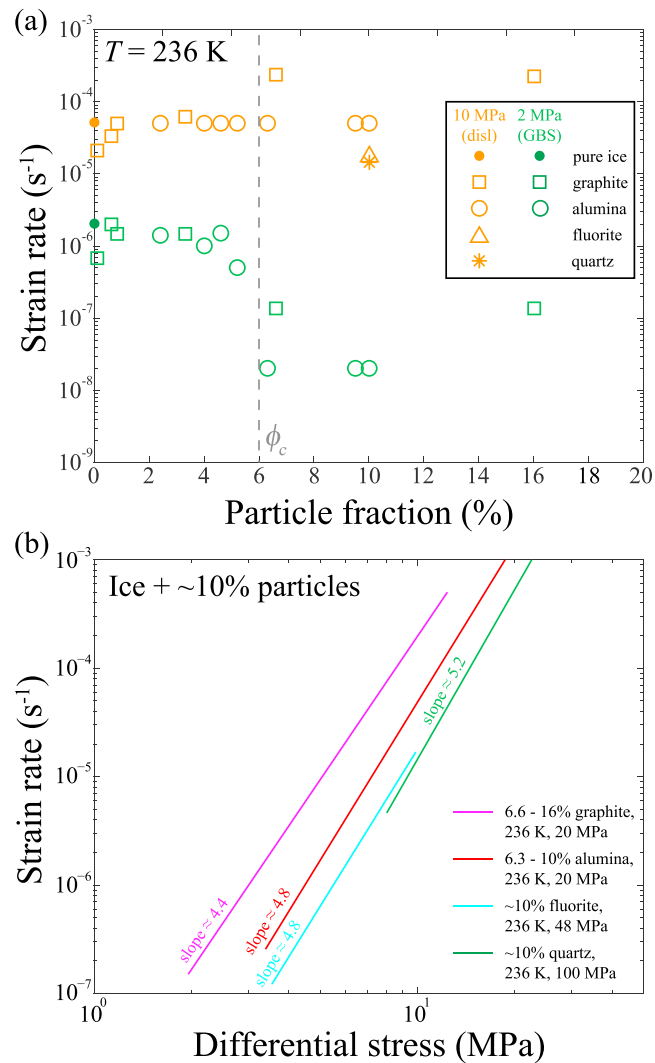 (a)
T = 236 K
10⁻³
10⁻⁴
10⁻⁵
10⁻⁶
10⁻⁷
10⁻⁸
10⁻⁹
Strain rate (s⁻¹)
10 MPa 2 MPa
(disl) (GBS)
pure ice
graphite
alumina
fluorite
quartz
ϕc
0 2 4 6 8 10 12 14 16 18 20
Particle fraction (%)
(b)
Ice + ~10% particles
10⁻³
10⁻⁴
10⁻⁵
10⁻⁶
10⁻⁷
Strain rate (s⁻¹)
slope ≈ 5.2
slope ≈ 4.4
slope ≈ 4.8
slope ≈ 4.8
6.6 - 16% graphite,
236 K, 20 MPa
6.3 - 10% alumina,
236 K, 20 MPa
~10% fluorite,
236 K, 48 MPa
~10% quartz,
236 K, 100 MPa
10⁰ 10¹
Differential stress (MPa)